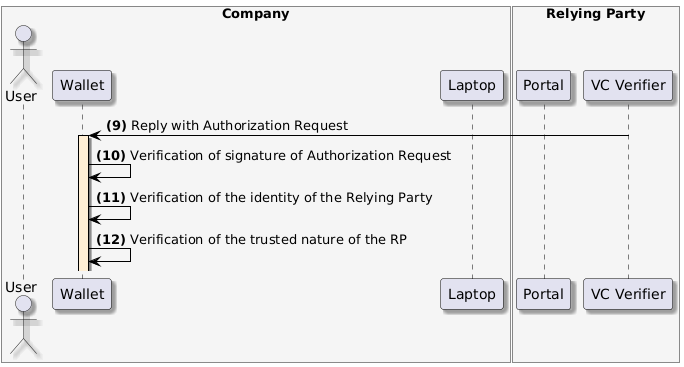 Company
Relying Party
User
Wallet
Laptop
Portal
VC Verifier
(9) Reply with Authorization Request
(10) Verification of signature of Authorization Request
(11) Verification of the identity of the Relying Party
(12) Verification of the trusted nature of the RP
User
Wallet
Laptop
Portal
VC Verifier